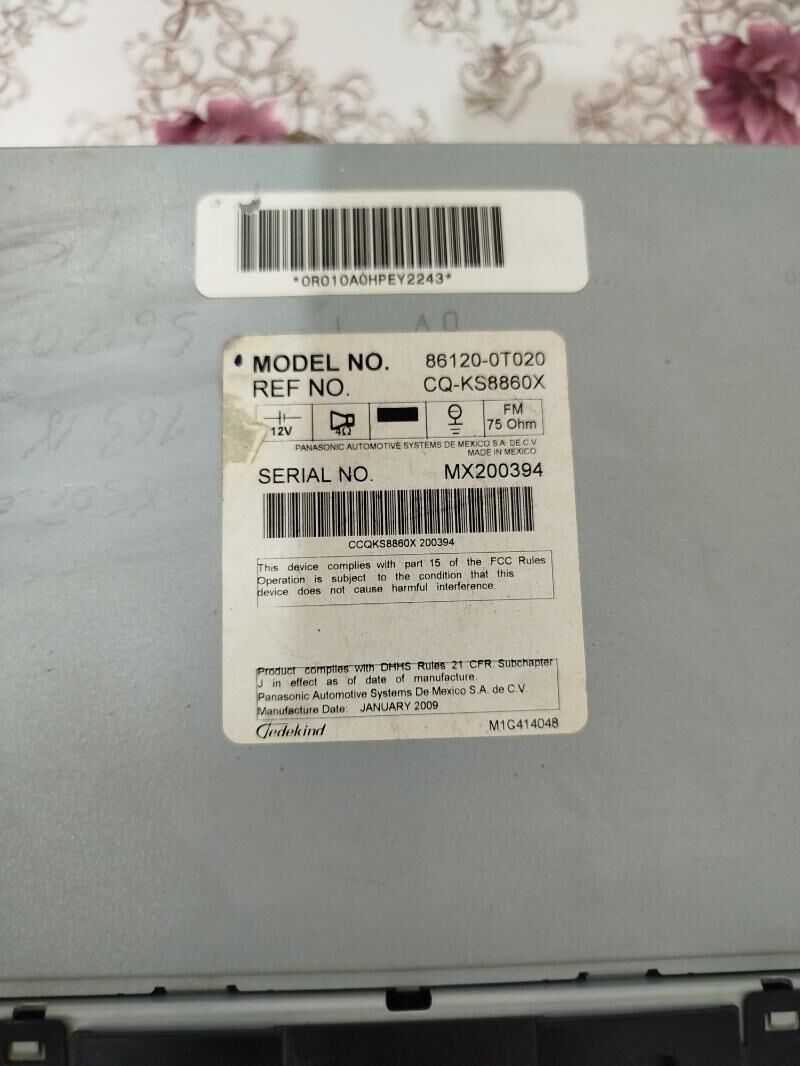 *0R010A0HPEY2243*
MODEL NO. 86120-0T020
REF NO. CQ-KS8860X
12V 4Ω FM 75 Ohm
PANASONIC AUTOMOTIVE SYSTEMS DE MEXICO S.A. DE C.V
MADE IN MEXICO
SERIAL NO. MX200394
CCQKS8860X 200394
This device complies with part 15 of the FCC Rules
Operation is subject to the condition that this
device does not cause harmful interference.
Product complies with DHHS Rules 21 CFR. Subchapter
J in effect as of date of manufacture.
Panasonic Automotive Systems De Mexico S.A. de C.V.
Manufacture Date: JANUARY 2009
Jedekind M1G414048